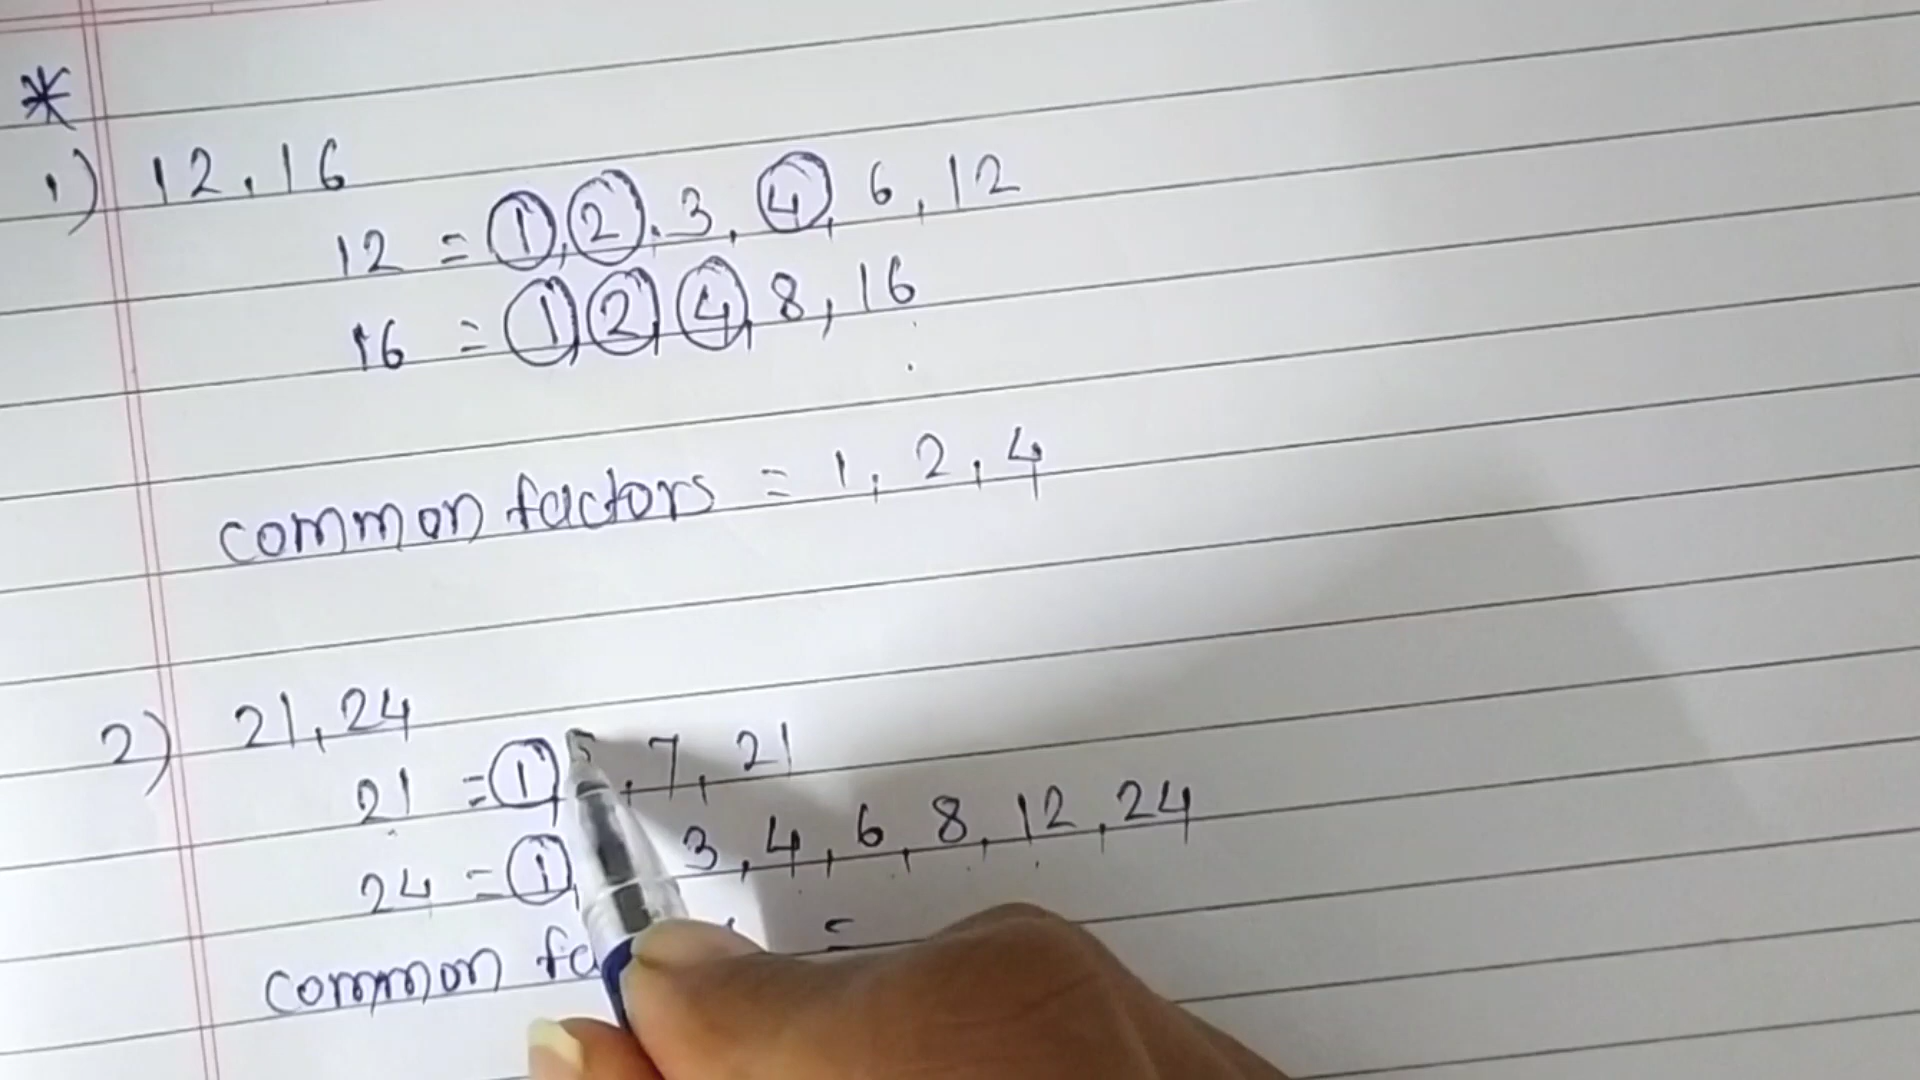 *
1) 12, 16
12 = 1, 2, 3, 4, 6, 12
16 = 1, 2, 4, 8, 16
common factors = 1, 2, 4
2) 21, 24
21 = 1, 7, 21
24 = 1, 3, 4, 6, 8, 12, 24
common =